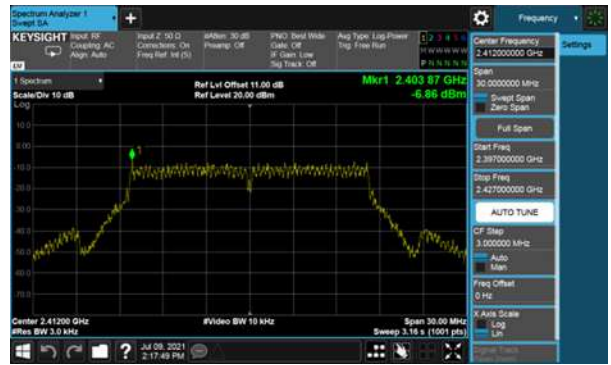 Spectrum Analyzer 1
Swept SA
Frequency
KEYSIGHT
Input: RF
Coupling: AC
Align: Auto
Input Z: 50 Ω
Corrections: On
Freq Ref: Int (S)
#Atten: 30 dB
Preamp: Off
PNO: Best Wide
Gate: Off
IF Gain: Low
Sig Track: Off
Avg Type: Log-Power
Trig: Free Run
1 2 3 4 5 6
P N N N N N
1 Spectrum
Scale/Div 10 dB
Log
Ref Lvl Offset 11.00 dB
Ref Level 20.00 dBm
Mkr1 2.403 87 GHz
-6.86 dBm
10.0
0.00
-10.0
-20.0
-30.0
-40.0
-50.0
-60.0
-70.0
1
Center 2.41200 GHz
#Res BW 3.0 kHz
#Video BW 10 kHz
Span 30.00 MHz
Sweep 3.16 s (1001 pts)
Center Frequency
2.412000000 GHz
Settings
Span
30.0000000 MHz
Swept Span
Zero Span
Full Span
Start Freq
2.397000000 GHz
Stop Freq
2.427000000 GHz
AUTO TUNE
CF Step
3.000000 MHz
Auto
Man
Freq Offset
0 Hz
X Axis Scale
Log
Lin
Signal Track
?
Jul 09, 2021
2:17:49 PM